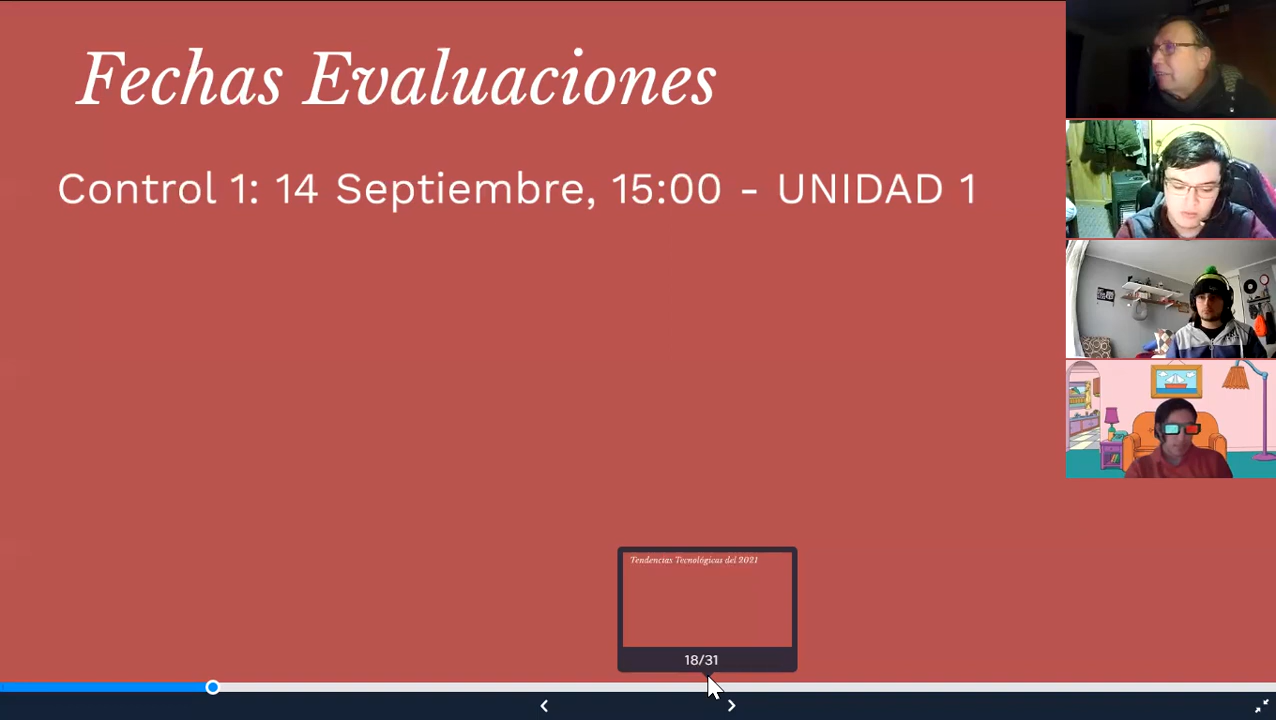 Fechas Evaluaciones
Control 1: 14 Septiembre, 15:00 - UNIDAD 1
Tendencias Tecnológicas del 2021
18/31